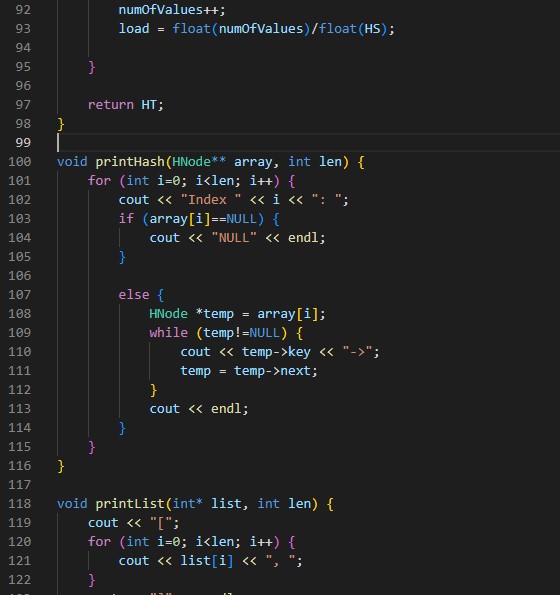 92 numOfValues++;
93 load = float(numOfValues)/float(HS);
94
95 }
96
97 return HT;
98 }
99
100 void printHash(HNode** array, int len) {
101 for (int i=0; i<len; i++) {
102 cout << "Index " << i << ": ";
103 if (array[i]==NULL) {
104 cout << "NULL" << endl;
105 }
106
107 else {
108 HNode *temp = array[i];
109 while (temp!=NULL) {
110 cout << temp->key << "->";
111 temp = temp->next;
112 }
113 cout << endl;
114 }
115 }
116 }
117
118 void printList(int* list, int len) {
119 cout << "[";
120 for (int i=0; i<len; i++) {
121 cout << list[i] << ", ";
122 }